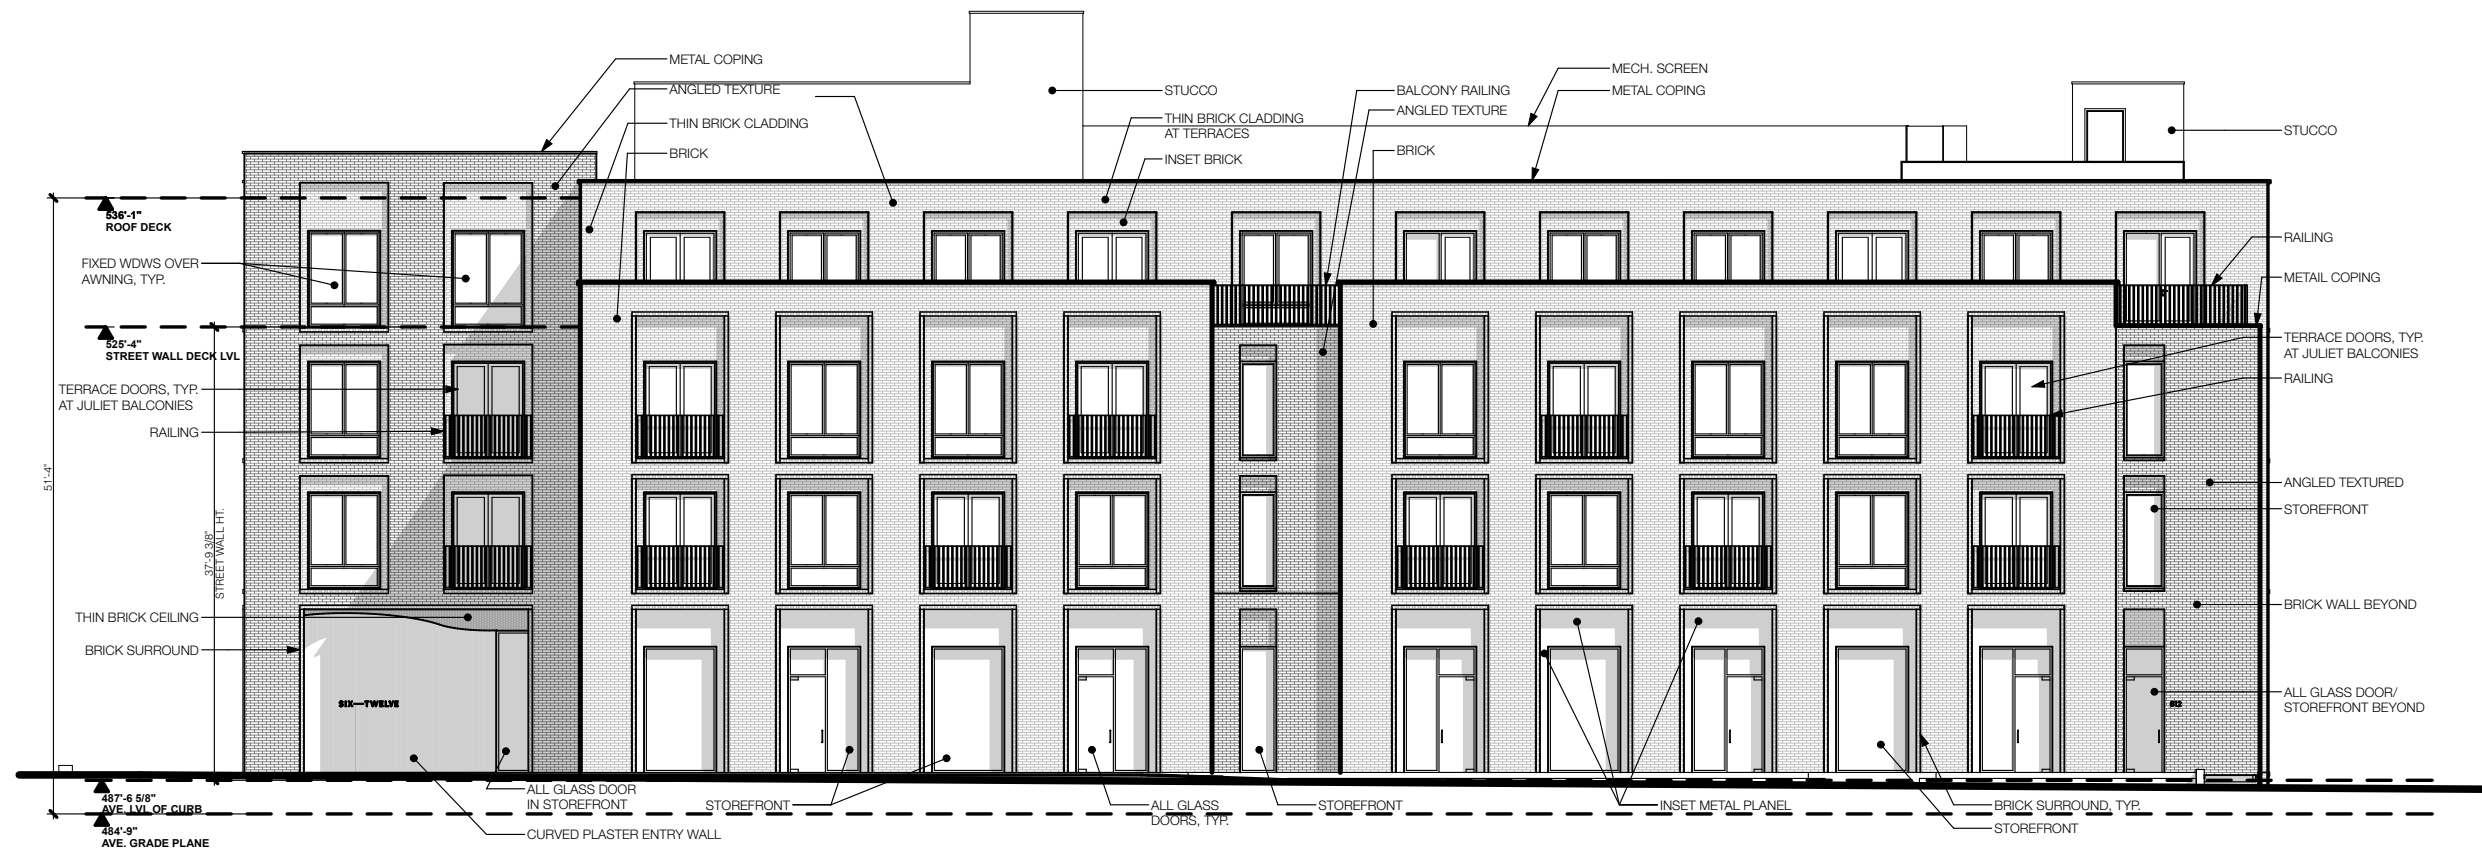 METAL COPING
ANGLED TEXTURE
THIN BRICK CLADDING
BRICK
STUCCO
THIN BRICK CLADDING
AT TERRACES
INSET BRICK
BALCONY RAILING
ANGLED TEXTURE
BRICK
MECH. SCREEN
METAL COPING
STUCCO
536'-1"
ROOF DECK
FIXED WDWS OVER
AWNING, TYP.
525'-4"
STREET WALL DECK LVL
TERRACE DOORS, TYP.
AT JULIET BALCONIES
RAILING
51'-4"
37'-9 3/8"
STREET WALL HT.
THIN BRICK CEILING
BRICK SURROUND
SIX—TWELVE
RAILING
METAIL COPING
TERRACE DOORS, TYP.
AT JULIET BALCONIES
RAILING
ANGLED TEXTURED
STOREFRONT
BRICK WALL BEYOND
ALL GLASS DOOR/
STOREFRONT BEYOND
612
487'-6 5/8"
AVE. LVL OF CURB
484'-9"
AVE. GRADE PLANE
ALL GLASS DOOR
IN STOREFRONT
CURVED PLASTER ENTRY WALL
STOREFRONT
ALL GLASS
DOORS, TYP.
STOREFRONT
INSET METAL PLANEL
BRICK SURROUND, TYP.
STOREFRONT